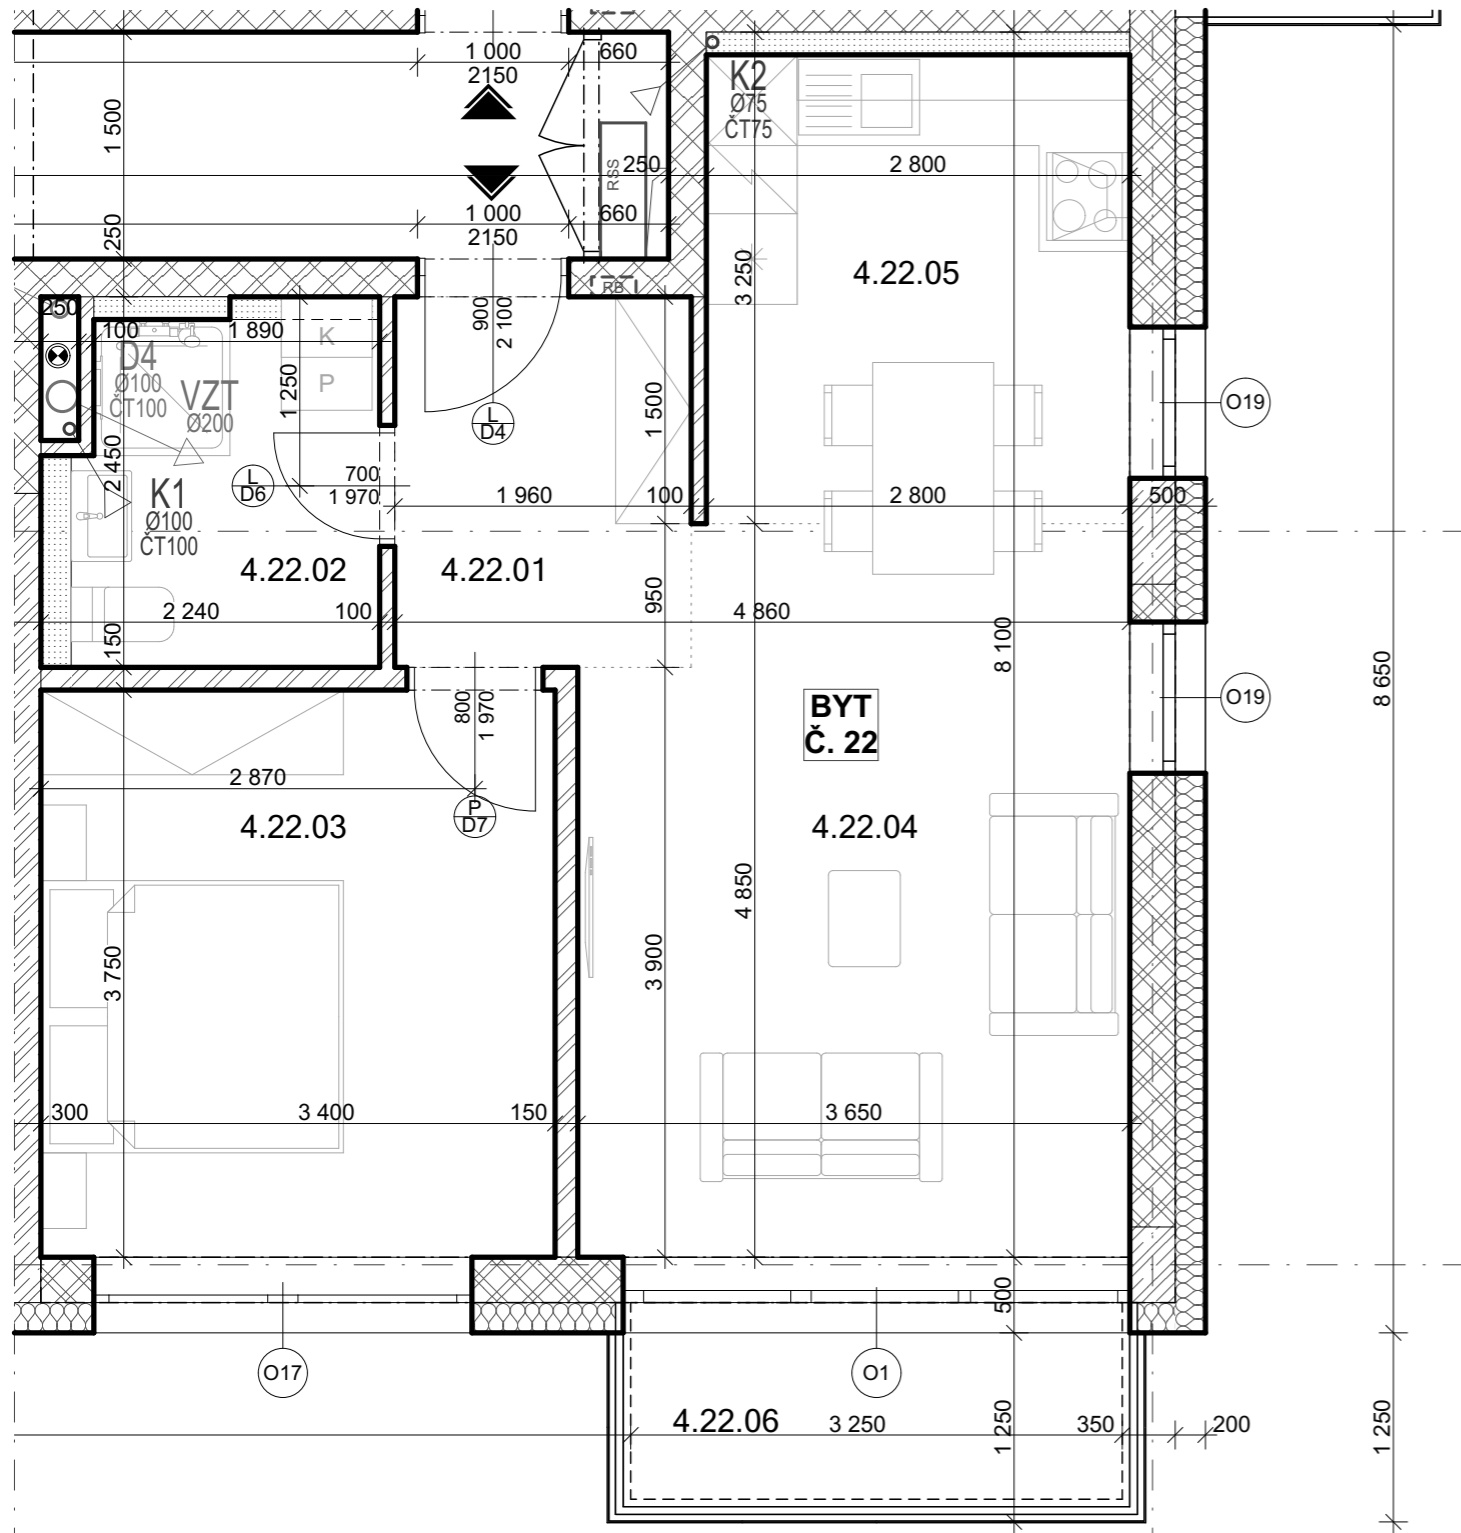 1 000
2150
660
K2
Ø75
ČT75
1 500
250
RSS
2 800
1 000
2150
660
250
4.22.05
3 250
RB
250
100
1 890
K
P
D4
Ø100
ČT100
VZT
Ø200
900
2 100
1 250
1 500
O19
L
D4
2 450
700
1 970
L
D6
K1
Ø100
ČT100
1 960
100
2 800
500
4.22.02
4.22.01
2 240
100
950
4 860
150
8 100
8 650
800
1 970
BYT
Č. 22
O19
2 870
P
D7
4.22.03
4.22.04
4 850
3 750
3 900
300
3 400
150
3 650
500
O17
O1
4.22.06
3 250
1 250
350
200
1 250